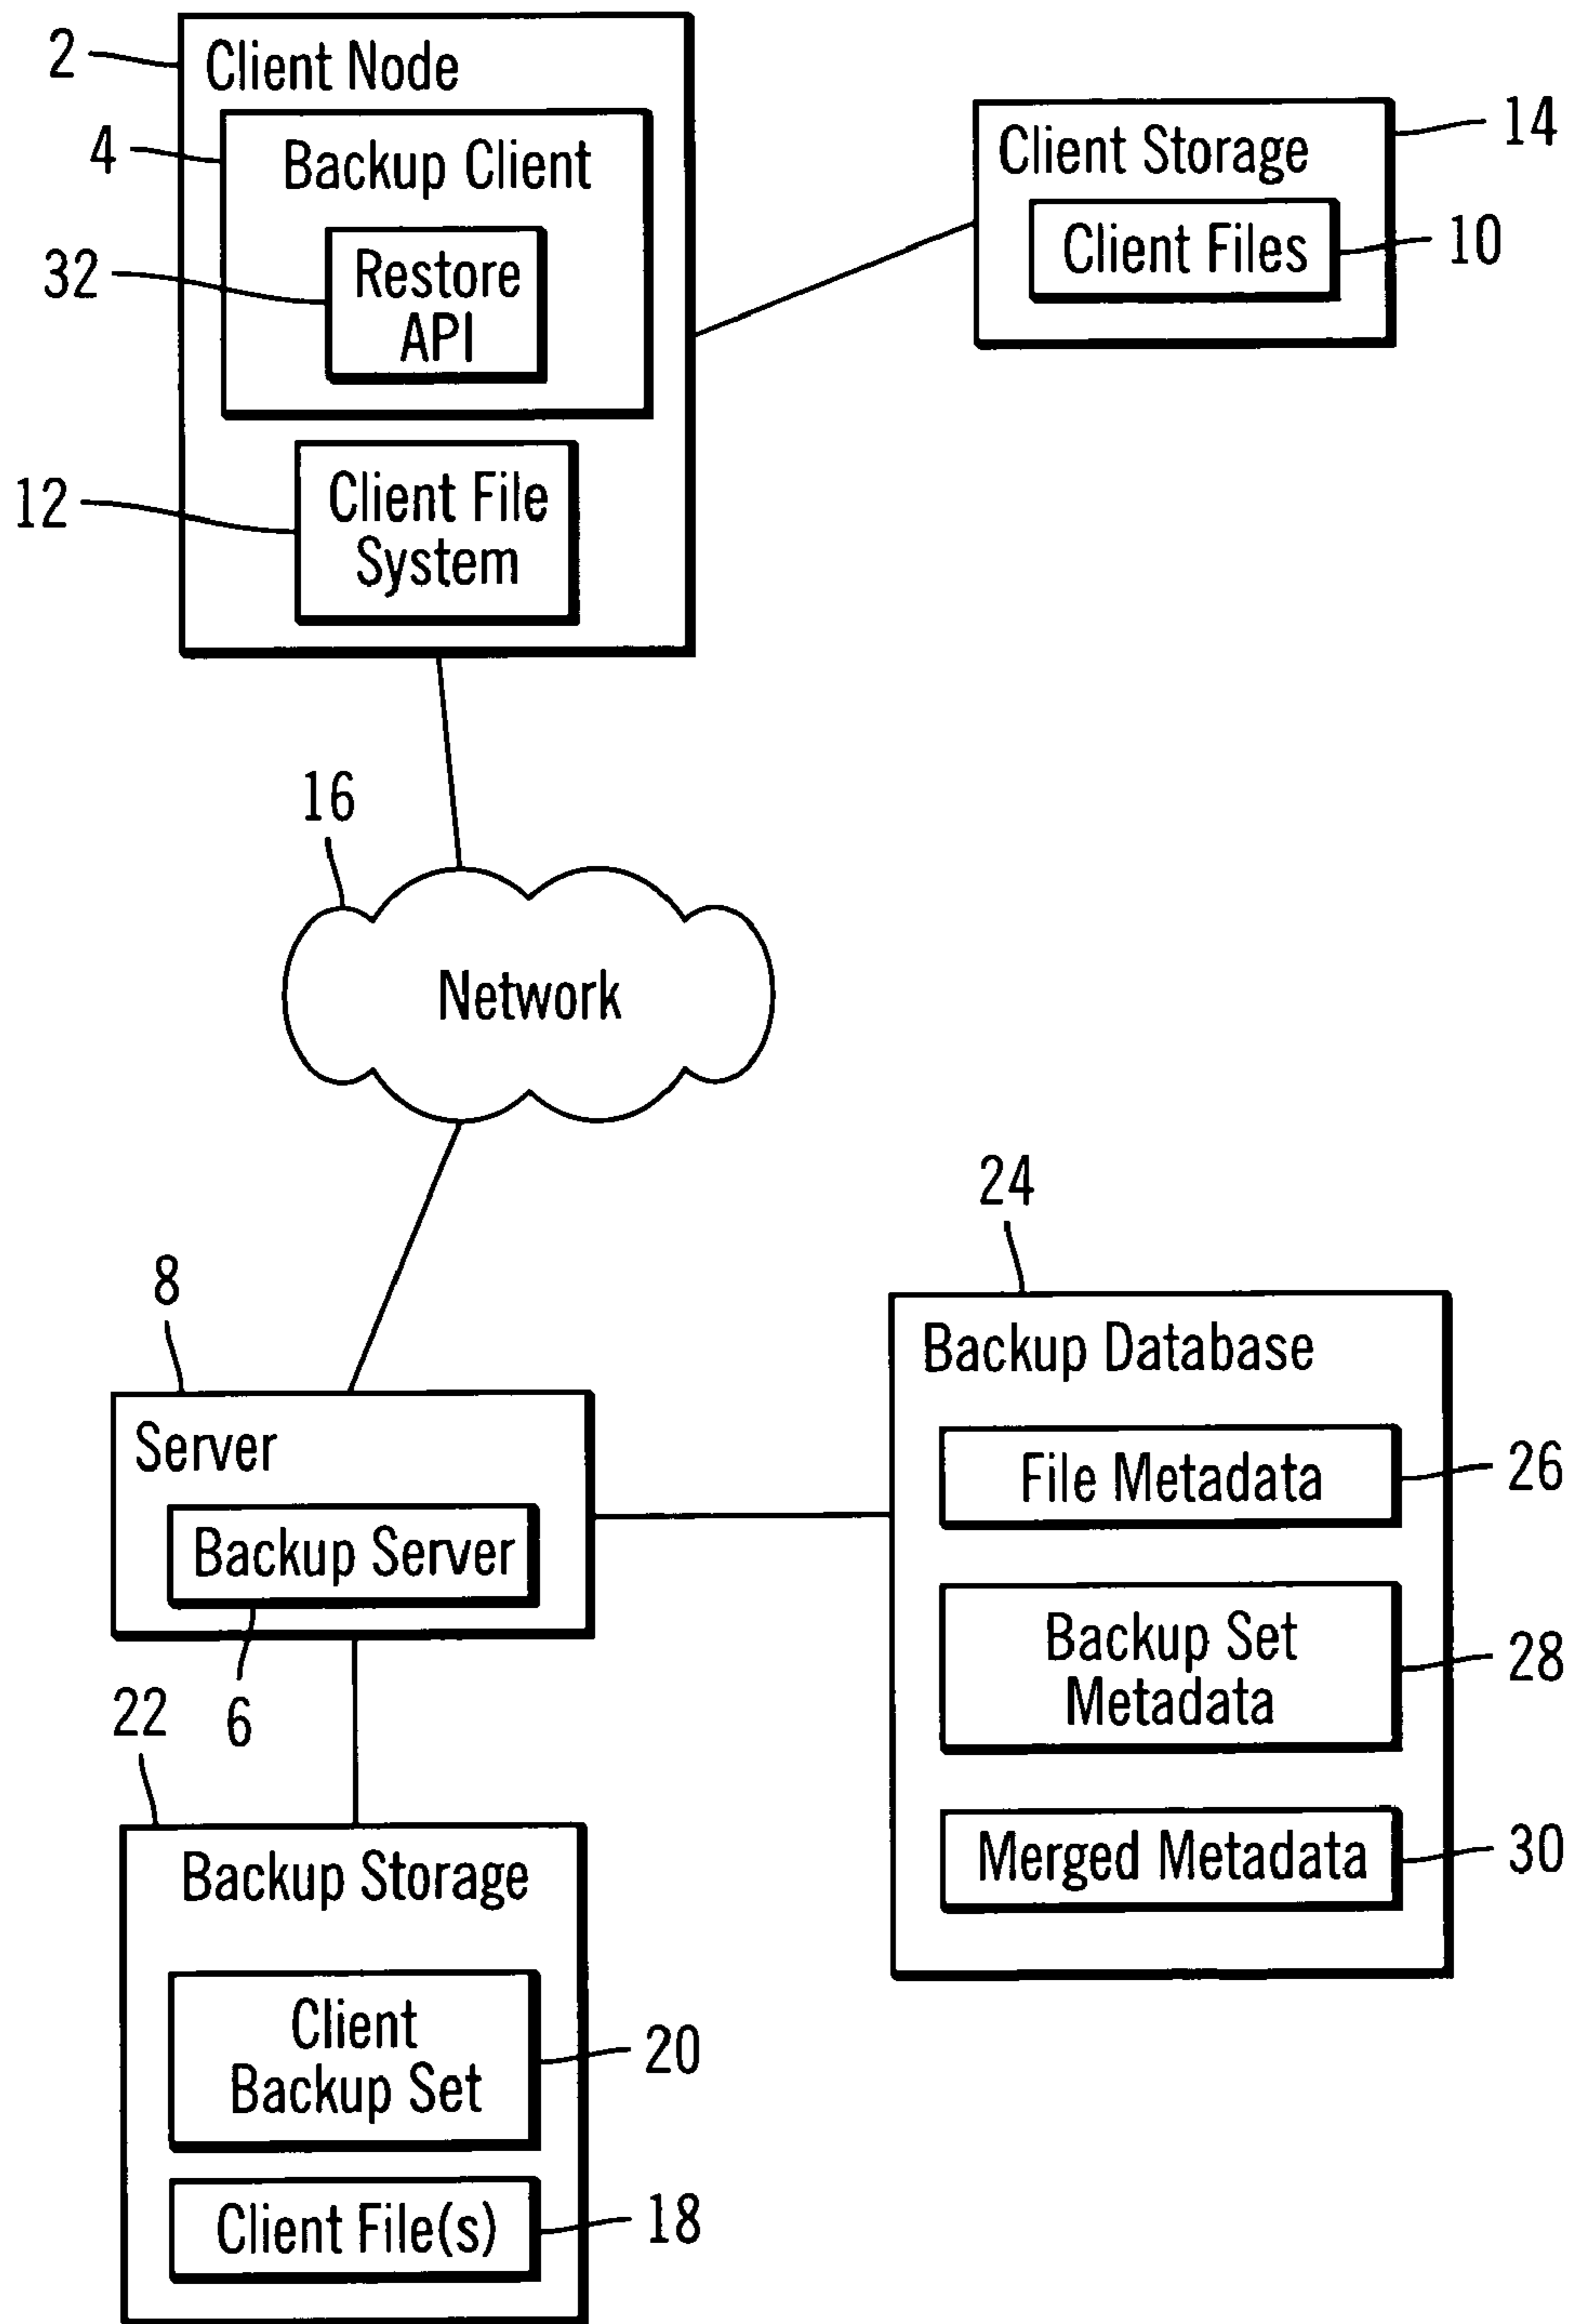 2
Client Node
4
Backup Client
32
Restore
API
12
Client File
System
Client Storage
14
Client Files
10
16
Network
8
Server
Backup Server
6
24
Backup Database
File Metadata
26
Backup Set
Metadata
28
Merged Metadata
30
22
Backup Storage
Client
Backup Set
20
Client File(s)
18